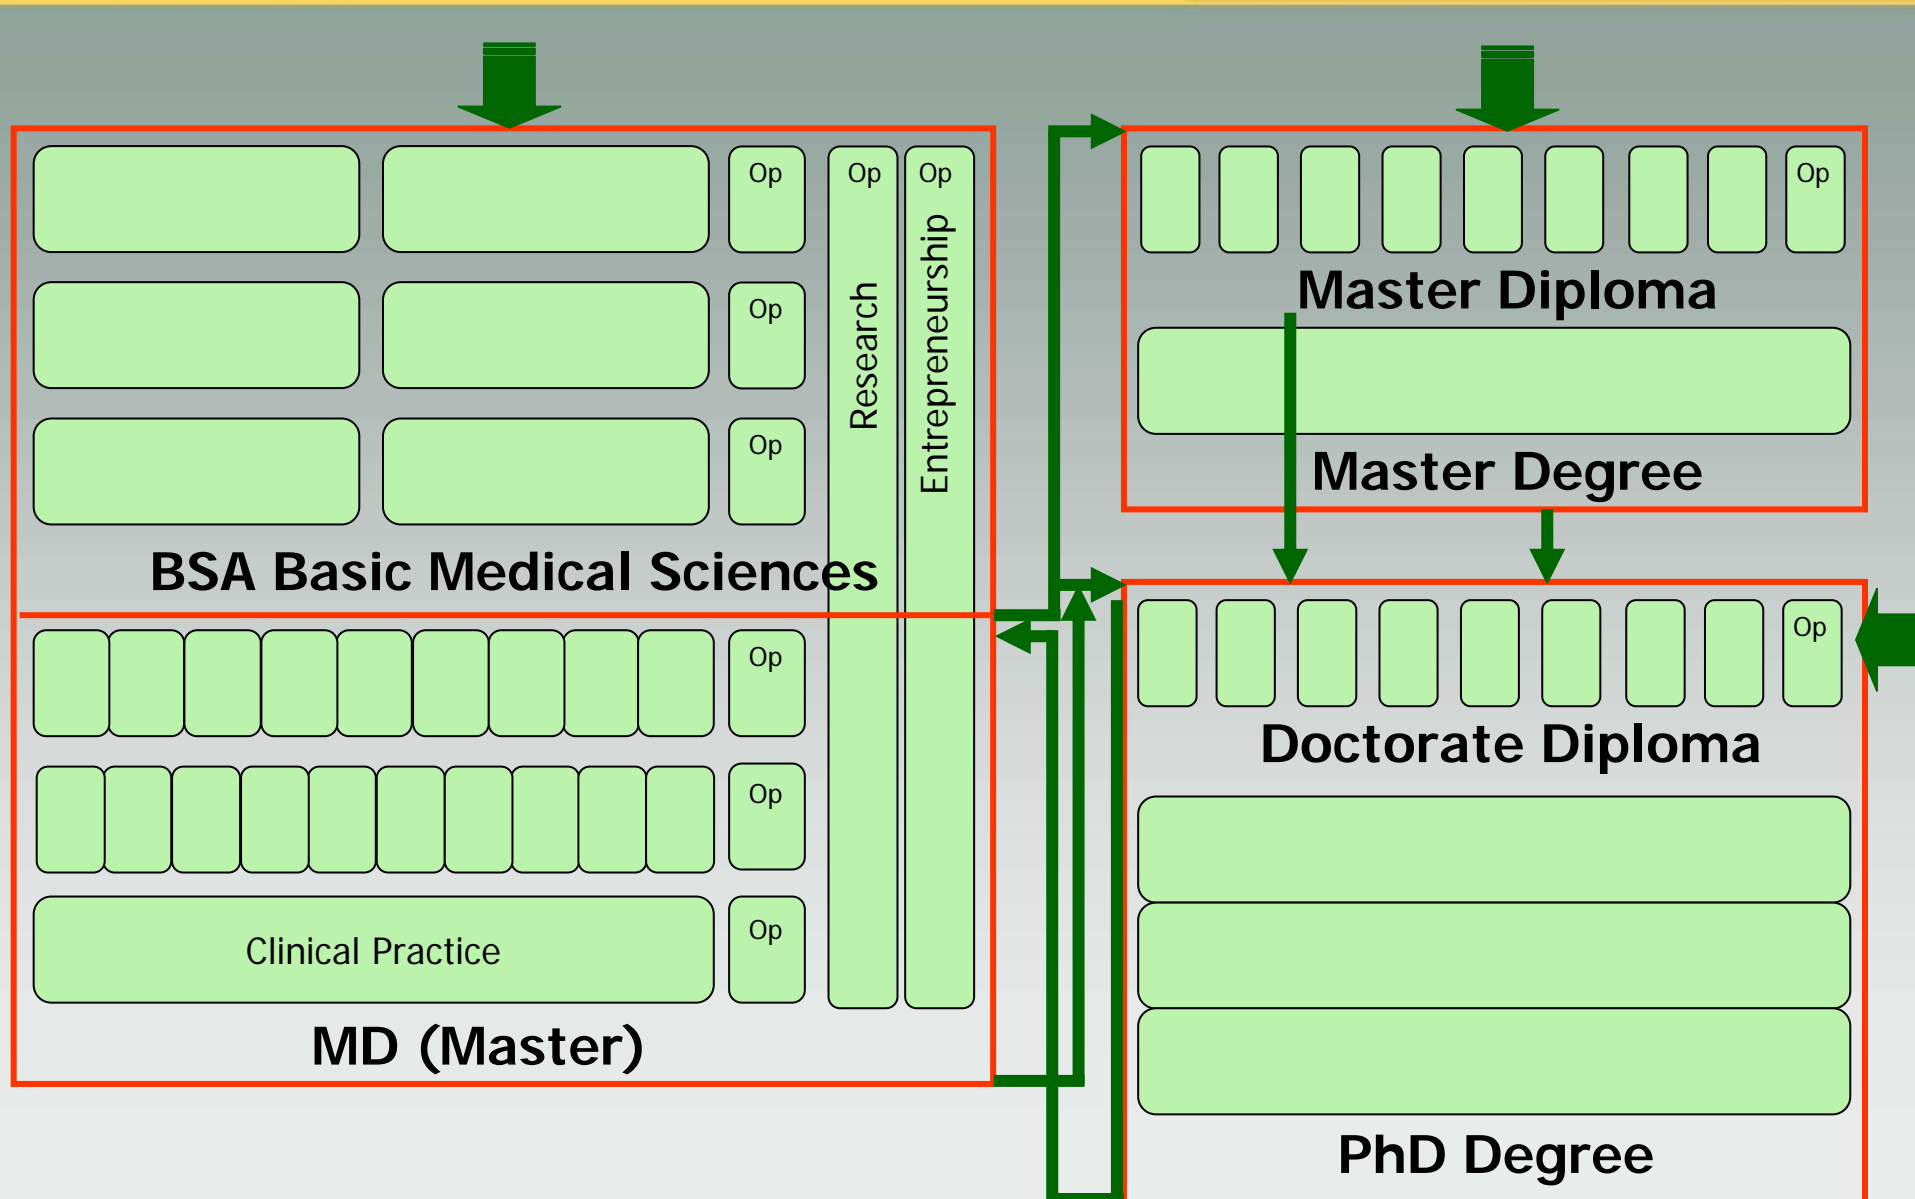 Op
Op
Op
Research
Entrepreneurship
Op
Op
BSA Basic Medical Sciences
Op
Op
Clinical Practice
Op
MD (Master)
Op
Master Diploma
Master Degree
Op
Doctorate Diploma
PhD Degree